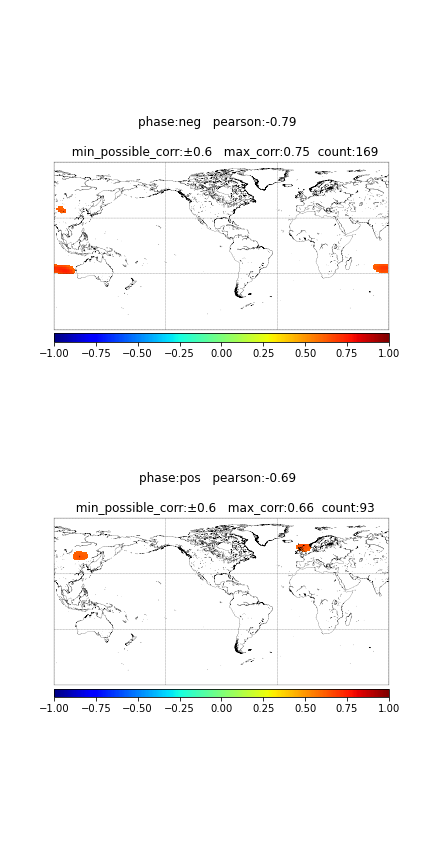 phase:neg   pearson:-0.79
min_possible_corr:±0.6   max_corr:0.75  count:169
−1.00 −0.75 −0.50 −0.25 0.00 0.25 0.50 0.75 1.00
phase:pos   pearson:-0.69
min_possible_corr:±0.6   max_corr:0.66  count:93
−1.00 −0.75 −0.50 −0.25 0.00 0.25 0.50 0.75 1.00